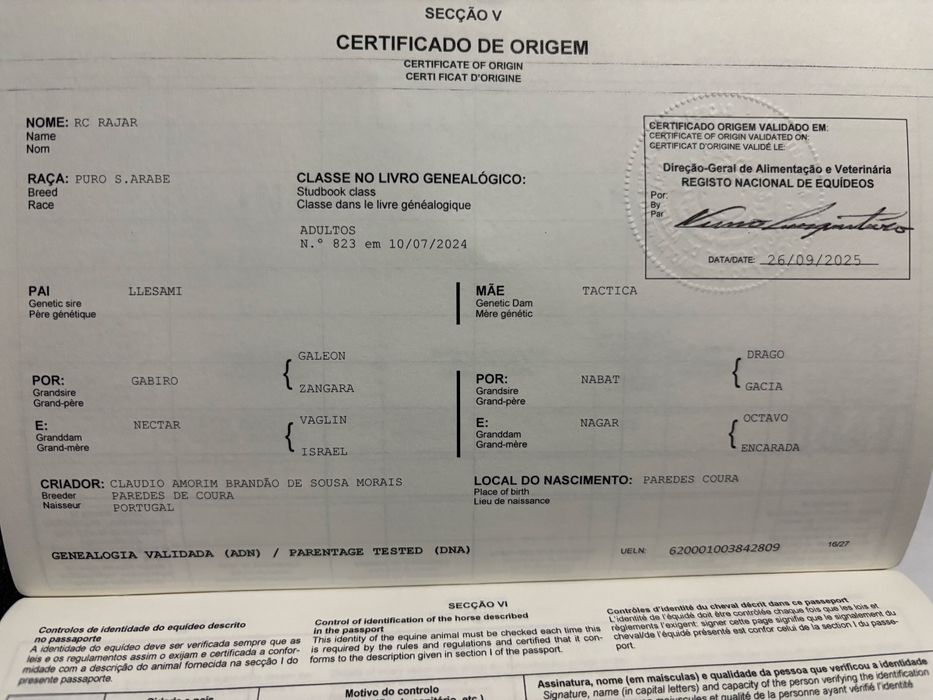 SECÇÃO V
CERTIFICADO DE ORIGEM
CERTIFICATE OF ORIGIN
CERTI FICAT D'ORIGINE
NOME: RC RAJAR
Name
Nom
CERTIFICADO ORIGEM VALIDADO EM:
CERTIFICATE OF ORIGIN VALIDATED ON:
CERTIFICAT D'ORIGINE VALIDÉ LE:
Direção-Geral de Alimentação e Veterinária
REGISTO NACIONAL DE EQUÍDEOS
Por:
By
Par
DATA/DATE: 26/09/2025
RAÇA: PURO S.ARABE
Breed
Race
CLASSE NO LIVRO GENEALÓGICO:
Studbook class
Classe dans le livre généalogique
ADULTOS
N.º 823 em 10/07/2024
PAI LLESAMI
Genetic sire
Père génétique
MÃE TACTICA
Genetic Dam
Mère génétic
POR: GABIRO
Grandsire
Grand-père
GALEON
ZANGARA
E: NECTAR
Granddam
Grand-mère
VAGLIN
ISRAEL
POR: NABAT
Grandsire
Grand-père
DRAGO
GACIA
E: NAGAR
Granddam
Grand-mère
OCTAVO
ENCARADA
CRIADOR: CLAUDIO AMORIM BRANDÃO DE SOUSA MORAIS
Breeder PAREDES DE COURA
Naisseur PORTUGAL
LOCAL DO NASCIMENTO: PAREDES COURA
Place of birth
Lieu de naissance
GENEALOGIA VALIDADA (ADN) / PARENTAGE TESTED (DNA)
UELN: 620001003842809
16/27
SECÇÃO VI
Controlos de identidade do equídeo descrito
no passaporte
A identidade do equídeo deve ser verificada sempre que as
leis e os regulamentos assim o exijam e certificada a confor-
midade com a descrição do animal fornecida na secção I do
presente passaporte.
Control of identification of the horse described
in the passport
This identity of the equine animal must be checked each time this
is required by the rules and regulations and certified that it con-
forms to the description given in section I of the passport.
Contrôles d'identité du cheval décrit dans ce passeport
L'identité de l'équidé doit être contrôlée chaque fois que les lois et
règlements l'exigent: signer cette page signifie que le signalement du
chevalde l'équidé présenté est confor celui de la section I du passe-
port.
Motivo do controlo
Assinatura, nome (em maísculas) e qualidade da pessoa que verificou a identidade
Signature, name (in capital letters) and capacity of the person verifying the identification